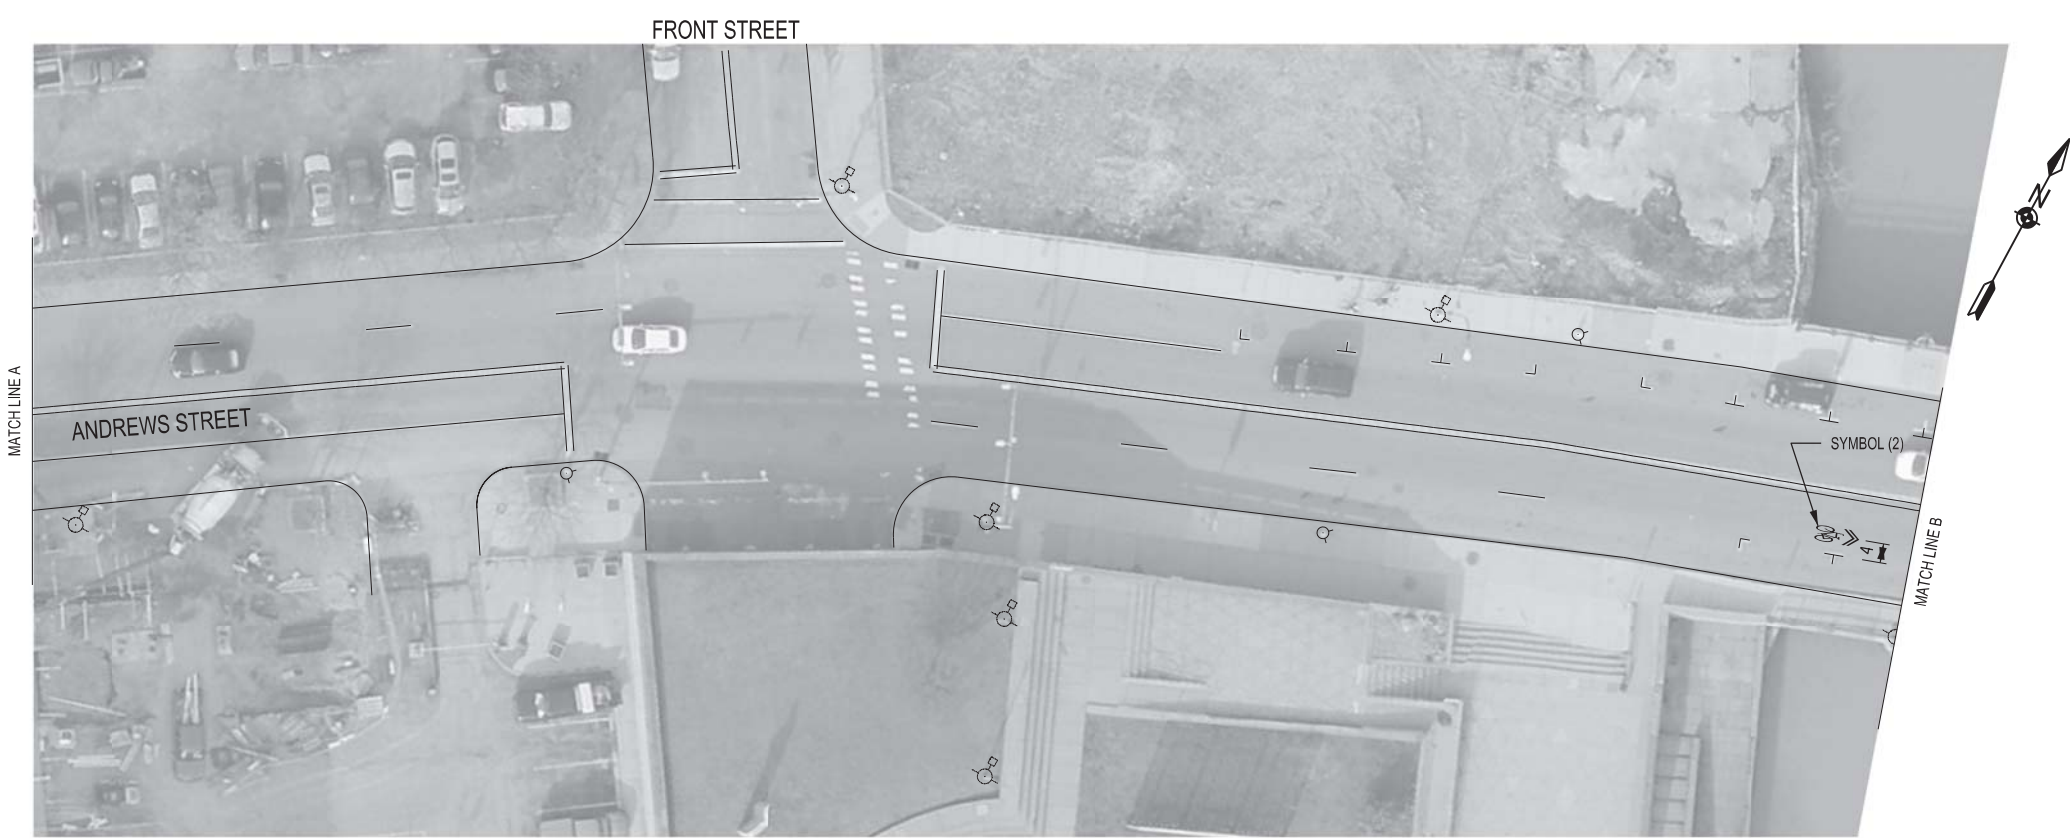 FRONT STREET
MATCH LINE A
ANDREWS STREET
N
SYMBOL (2)
4
MATCH LINE B